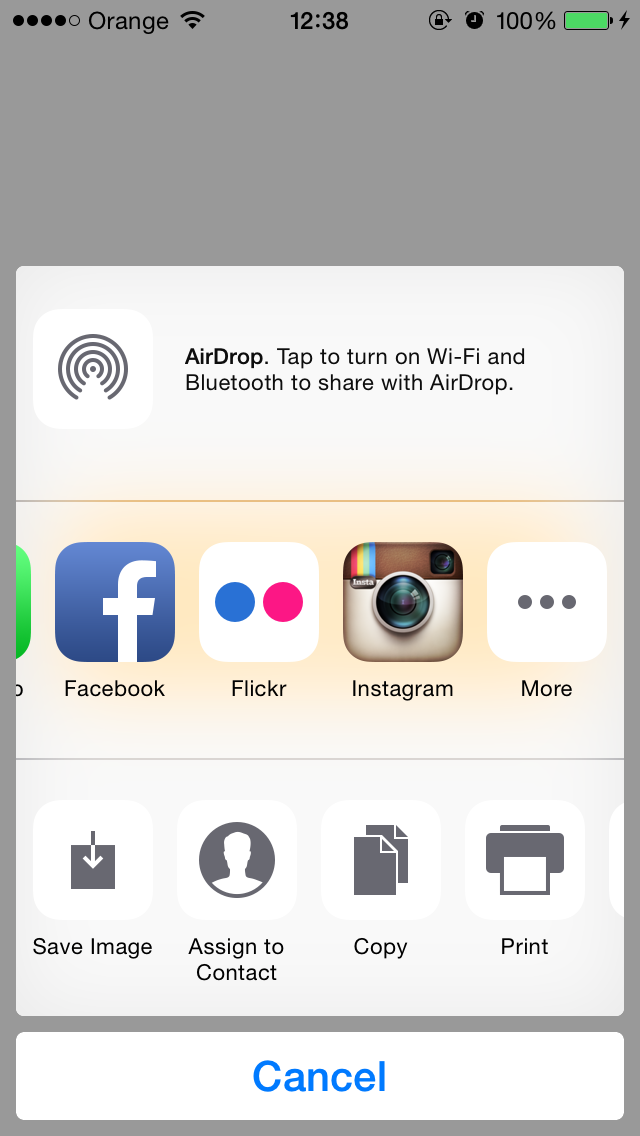 Orange 12:38 100%
AirDrop. Tap to turn on Wi-Fi and
Bluetooth to share with AirDrop.
Insta
p Facebook Flickr Instagram More
Save Image Assign to Copy Print
Contact
Cancel